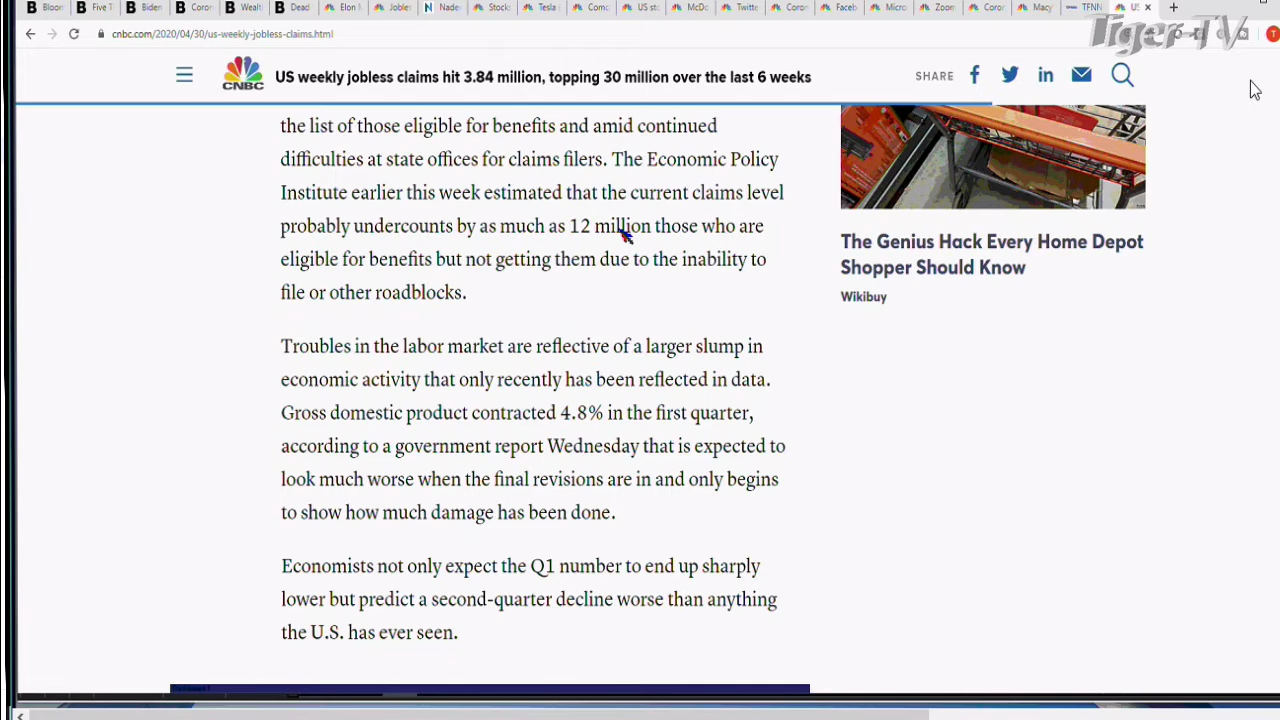 Bloon
Five T
Biden
Coron
Wealt
Dead
Elon M
Jobles
Nade
Stock
Tesla
Como
US sto
McDo
Twitte
Coron
Faceb
Micro
Zoom
Coron
Macy
TFNN
US
Tiger TV
cnbc.com/2020/04/30/us-weekly-jobless-claims.html
T
CNBC
US weekly jobless claims hit 3.84 million, topping 30 million over the last 6 weeks
SHARE
the list of those eligible for benefits and amid continued
difficulties at state offices for claims filers. The Economic Policy
Institute earlier this week estimated that the current claims level
probably undercounts by as much as 12 million those who are
eligible for benefits but not getting them due to the inability to
file or other roadblocks.
The Genius Hack Every Home Depot
Shopper Should Know
Wikibuy
Troubles in the labor market are reflective of a larger slump in
economic activity that only recently has been reflected in data.
Gross domestic product contracted 4.8% in the first quarter,
according to a government report Wednesday that is expected to
look much worse when the final revisions are in and only begins
to show how much damage has been done.
Economists not only expect the Q1 number to end up sharply
lower but predict a second-quarter decline worse than anything
the U.S. has ever seen.